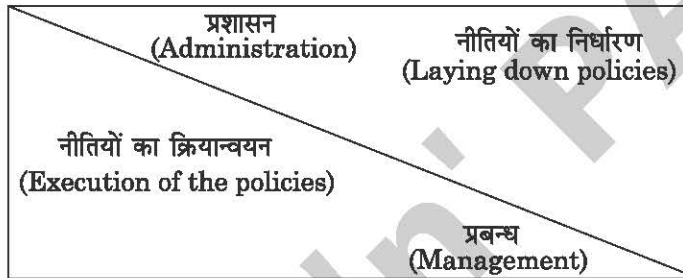 प्रशासन
(Administration)
नीतियों का निर्धारण
(Laying down policies)
नीतियों का क्रियान्वयन
(Execution of the policies)
प्रबन्ध
(Management)